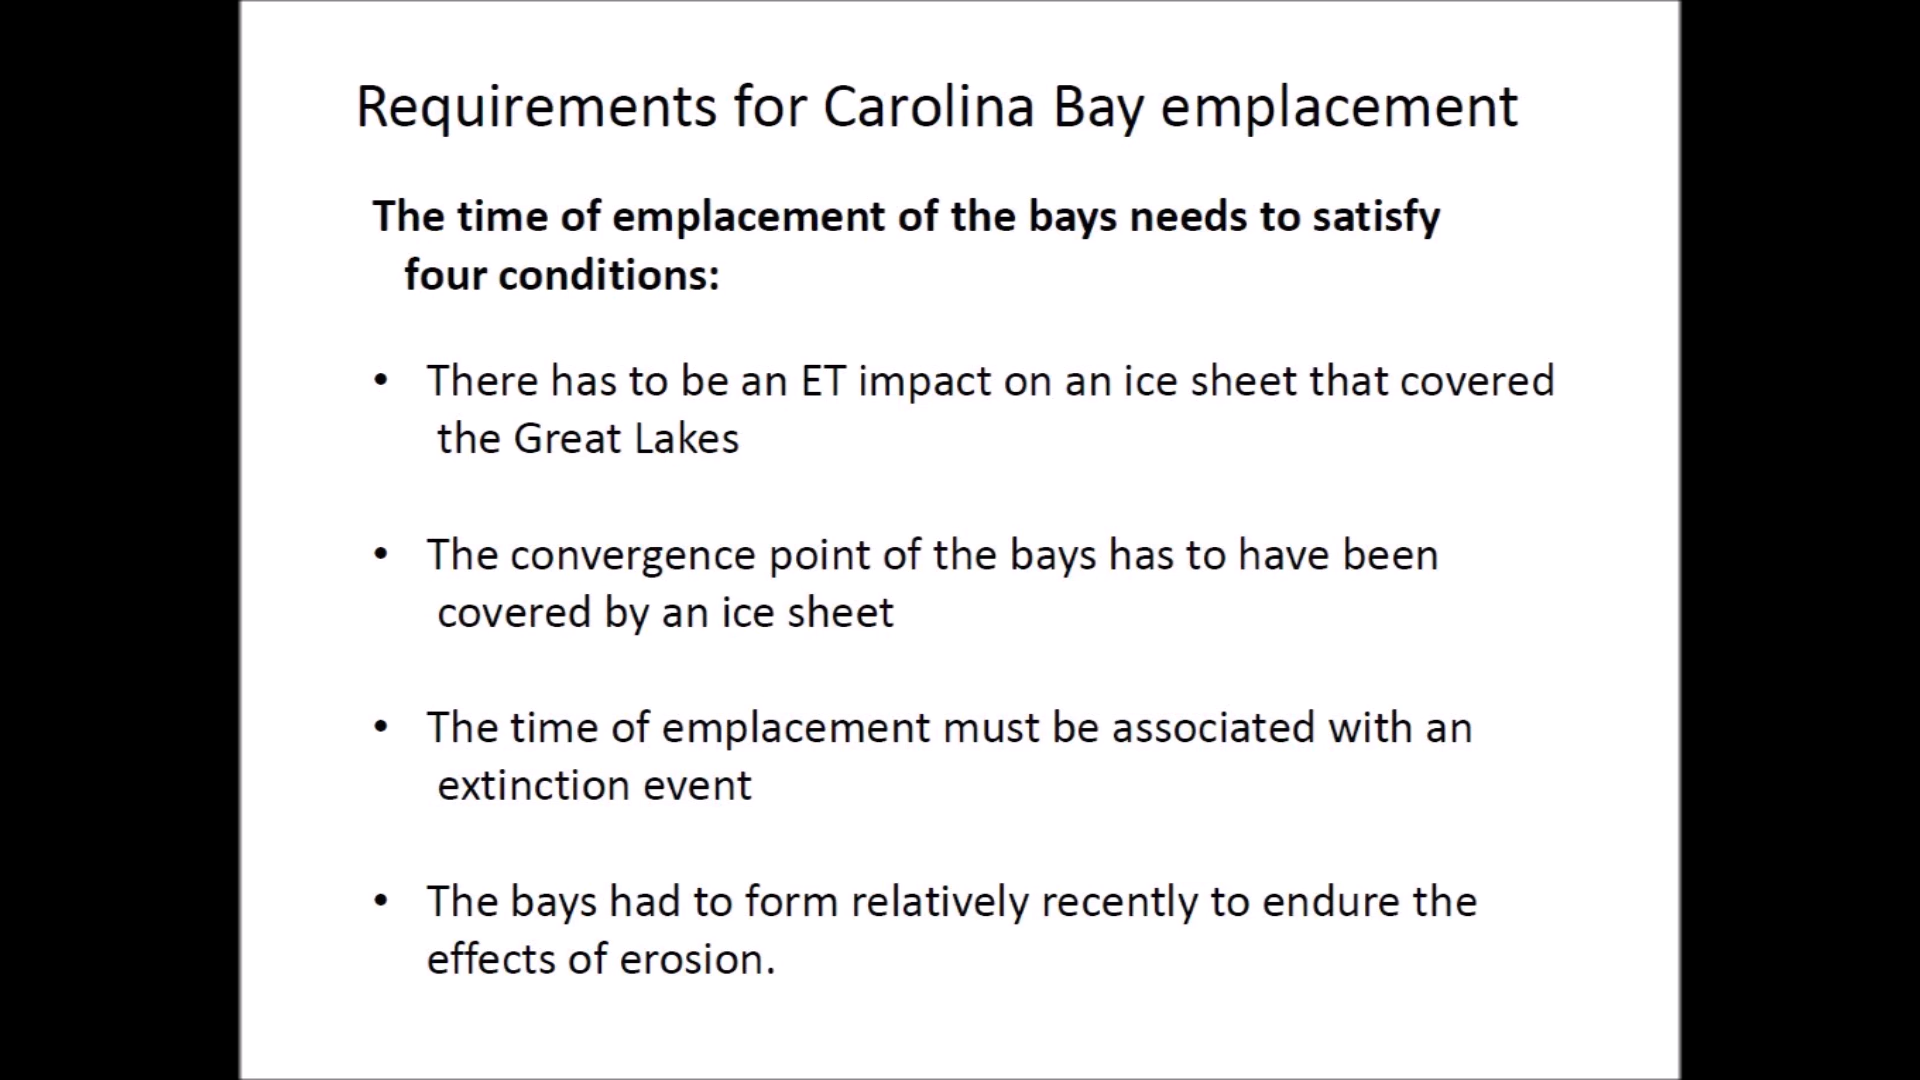 Requirements for Carolina Bay emplacement
The time of emplacement of the bays needs to satisfy
four conditions:
• There has to be an ET impact on an ice sheet that covered
the Great Lakes
• The convergence point of the bays has to have been
covered by an ice sheet
• The time of emplacement must be associated with an
extinction event
• The bays had to form relatively recently to endure the
effects of erosion.